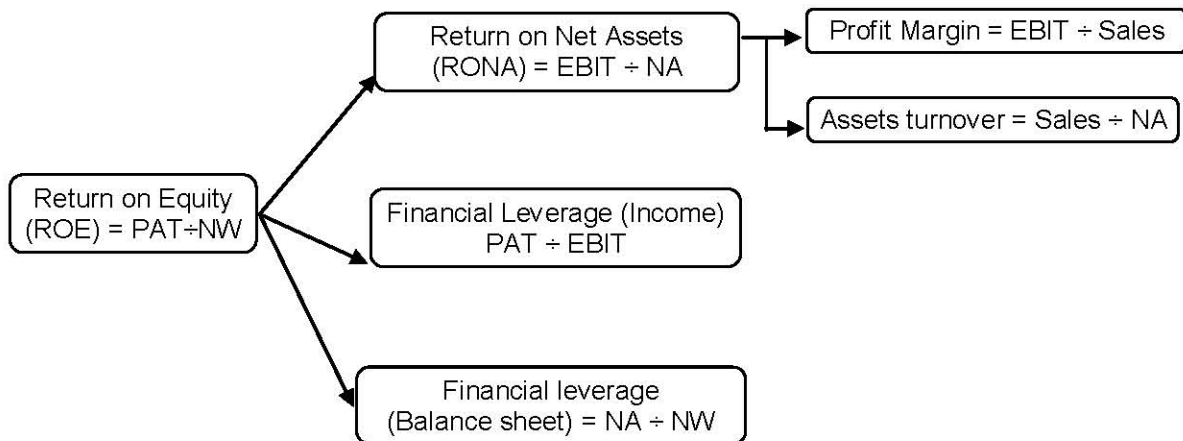 Return on Net Assets
(RONA) = EBIT ÷ NA
Profit Margin = EBIT ÷ Sales
Assets turnover = Sales ÷ NA
Return on Equity
(ROE) = PAT÷NW
Financial Leverage (Income)
PAT ÷ EBIT
Financial leverage
(Balance sheet) = NA ÷ NW